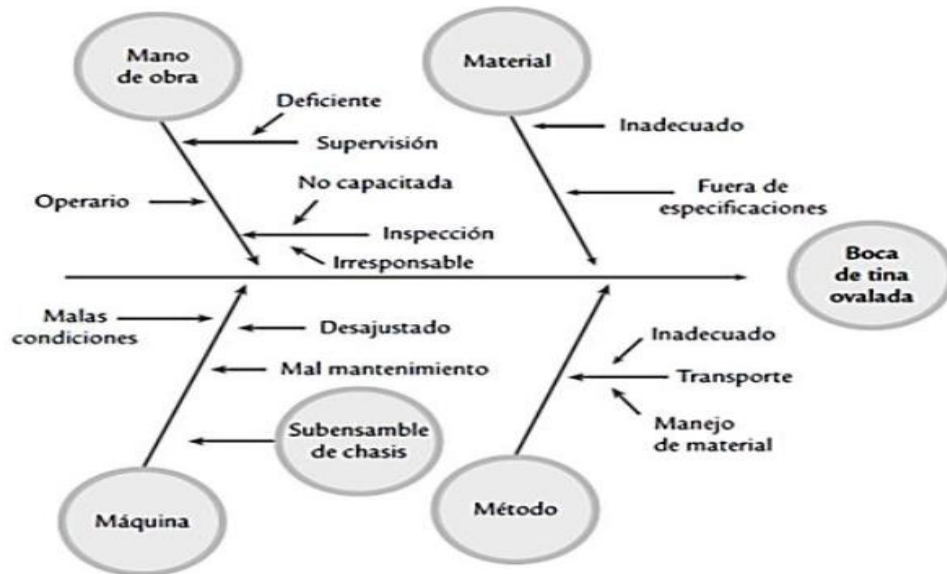 Mano
de obra
Material
Deficiente
Supervisión
Inadecuado
No capacitada
Operario
Fuera de
especificaciones
Inspección
Irresponsable
Boca
de tina
ovalada
Malas
condiciones
Desajustado
Inadecuado
Mal mantenimiento
Transporte
Subensamble
de chasis
Manejo
de material
Máquina
Método